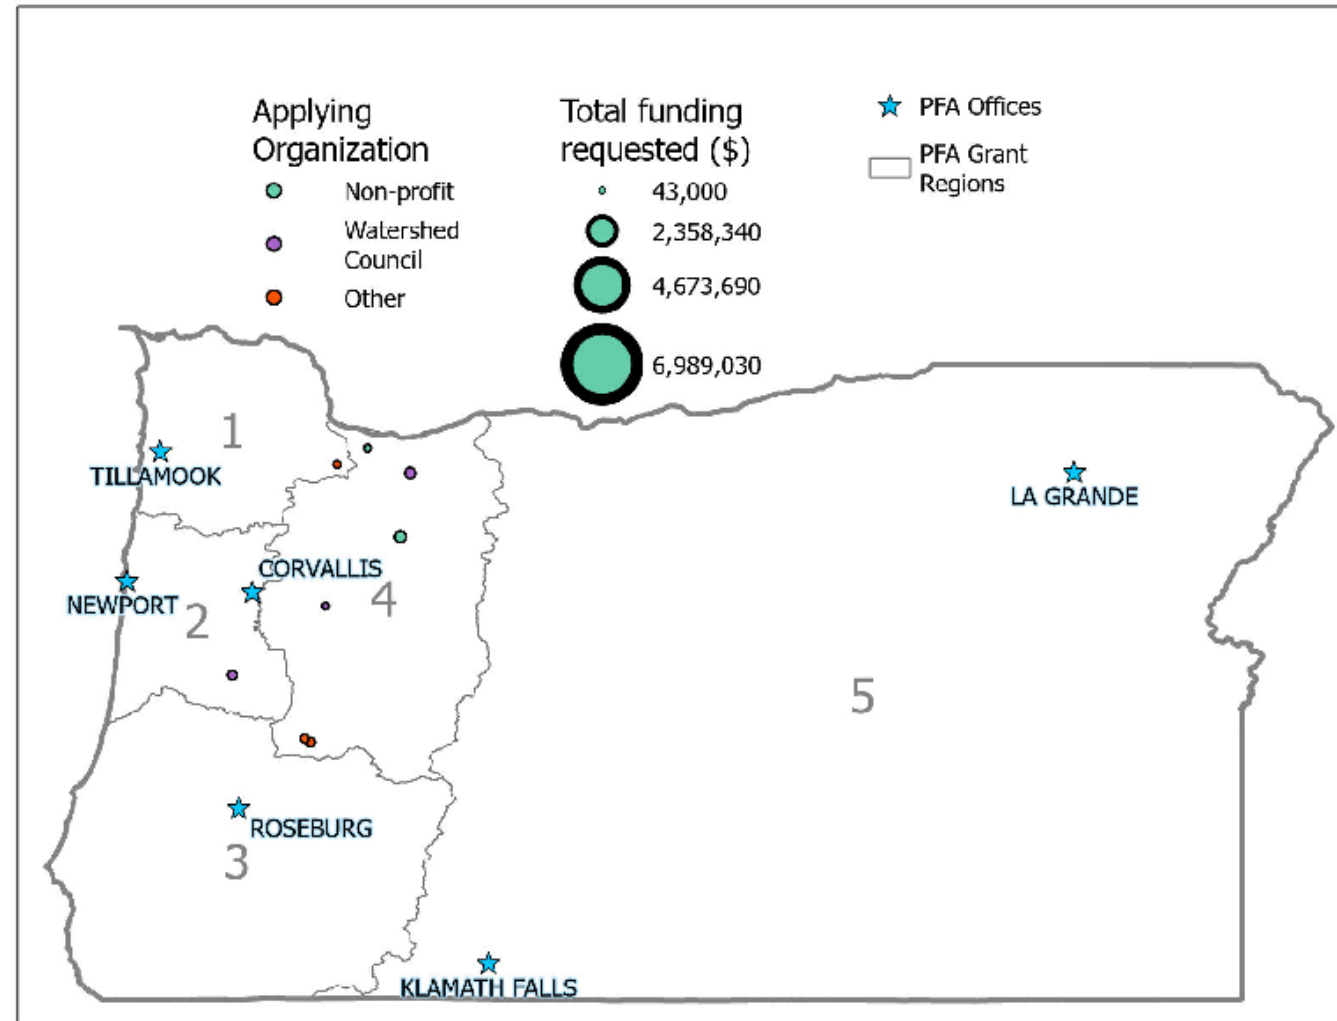 Applying
Organization
Non-profit
Watershed
Council
Other
Total funding
requested ($)
43,000
2,358,340
4,673,690
6,989,030
PFA Offices
PFA Grant
Regions
1
TILLAMOOK
LA GRANDE
CORVALLIS
NEWPORT
2
4
5
ROSEBURG
3
KLAMATH FALLS